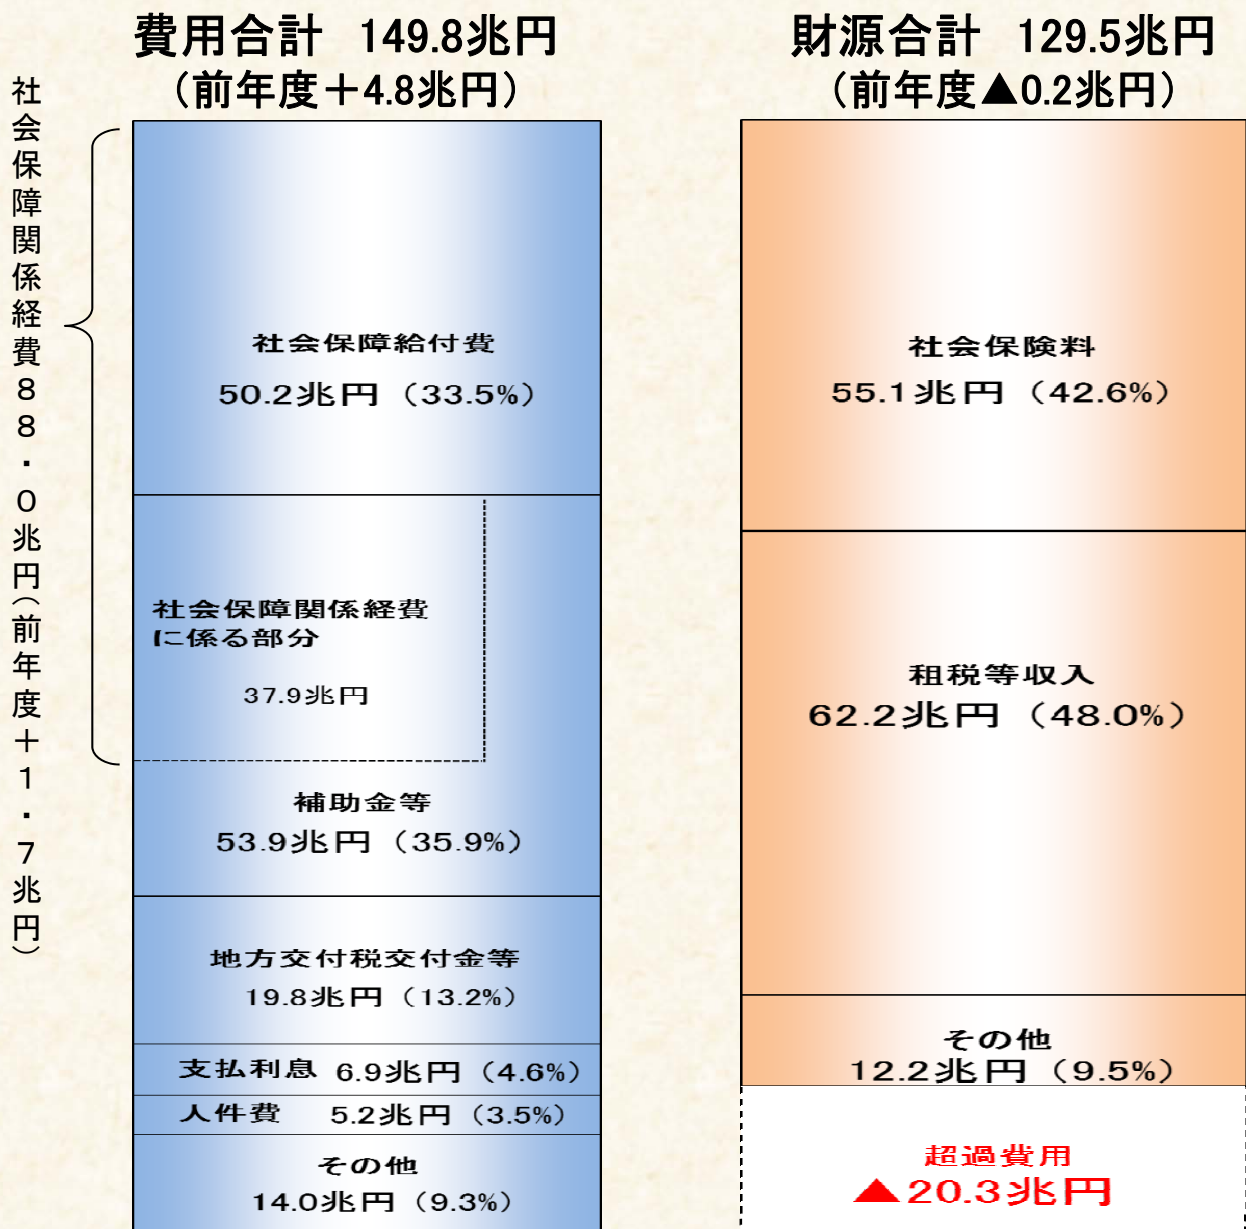 費用合計 149.8兆円
（前年度＋4.8兆円）
社会保障関係経費８８．０兆円（前年度＋１．７兆円）
社会保障給付費
50.2兆円（33.5%）
社会保障関係経費
に係る部分
37.9兆円
補助金等
53.9兆円（35.9%）
地方交付税交付金等
19.8兆円（13.2%）
支払利息 6.9兆円（4.6%）
人件費 5.2兆円（3.5%）
その他
14.0兆円（9.3%）
財源合計 129.5兆円
（前年度▲0.2兆円）
社会保険料
55.1兆円（42.6%）
租税等収入
62.2兆円（48.0%）
その他
12.2兆円（9.5%）
超過費用
▲20.3兆円